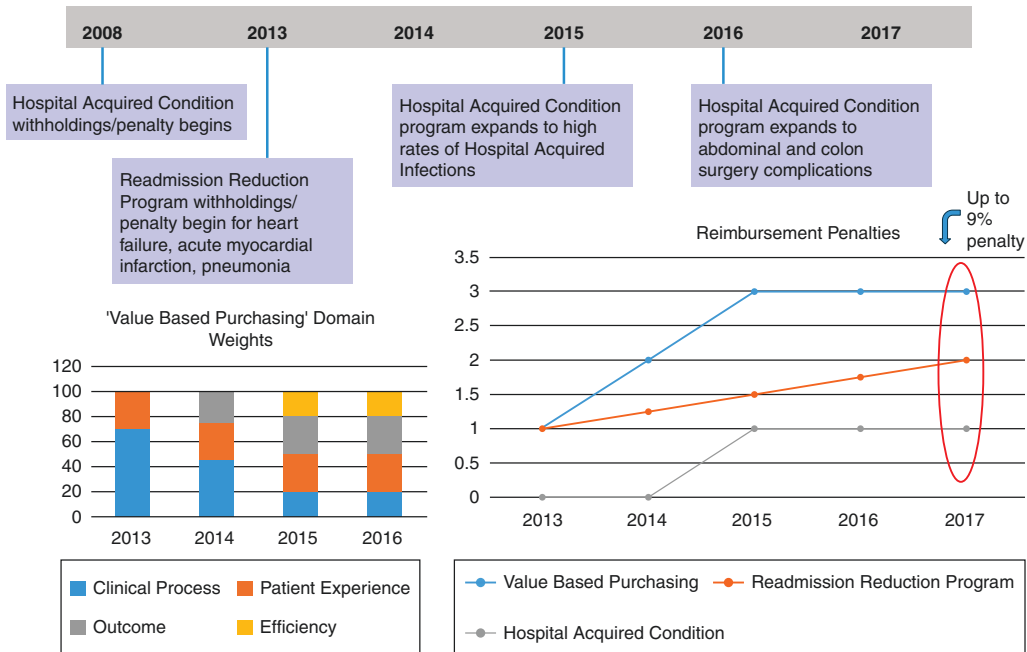 2008 2013 2014 2015 2016 2017
Hospital Acquired Condition
withholdings/penalty begins
Readmission Reduction
Program withholdings/
penalty begin for heart
failure, acute myocardial
infarction, pneumonia
Hospital Acquired Condition
program expands to high
rates of Hospital Acquired
Infections
Hospital Acquired Condition
program expands to
abdominal and colon
surgery complications
'Value Based Purchasing' Domain
Weights
120
100
80
60
40
20
0
2013 2014 2015 2016
Clinical Process Patient Experience
Outcome Efficiency
Reimbursement Penalties
Up to
9%
penalty
3.5
3
2.5
2
1.5
1
0.5
0
2013 2014 2015 2016 2017
Value Based Purchasing Readmission Reduction Program
Hospital Acquired Condition